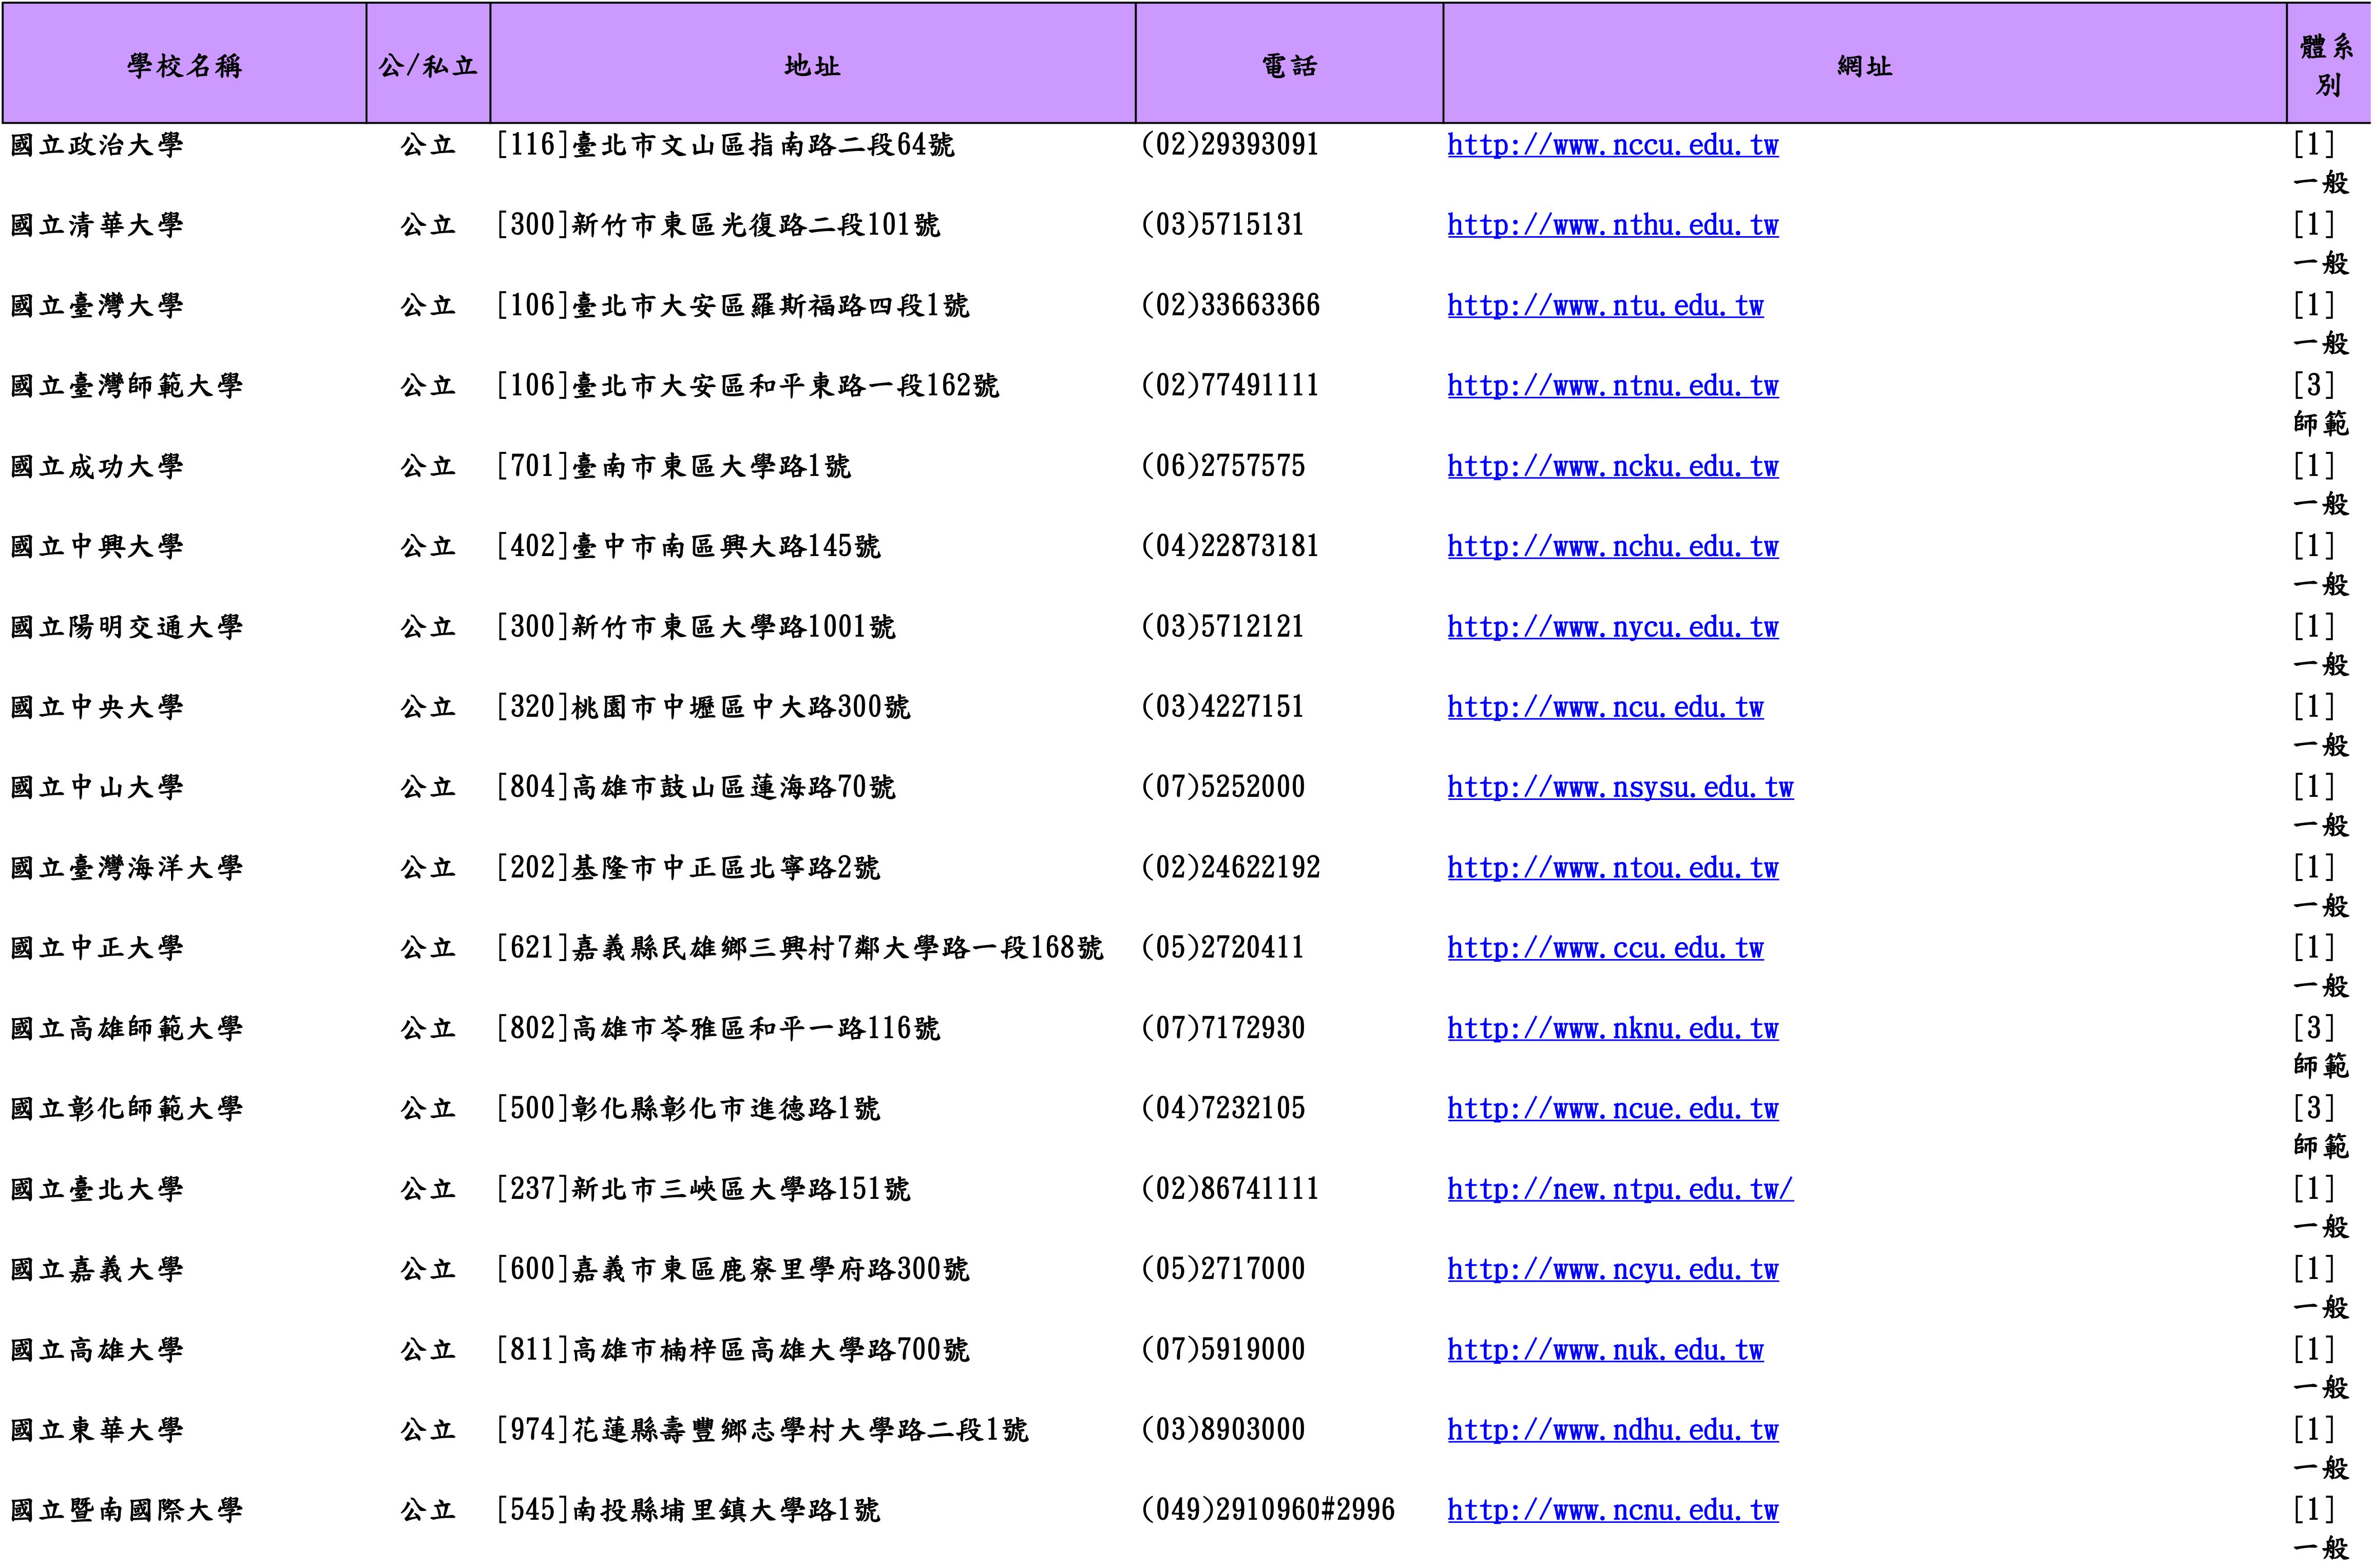 學校名稱 公/私立 地址 電話 網址 體系別
國立政治大學 公立 [116]臺北市文山區指南路二段64號 (02)29393091 http://www.nccu.edu.tw [1]
一般
國立清華大學 公立 [300]新竹市東區光復路二段101號 (03)5715131 http://www.nthu.edu.tw [1]
一般
國立臺灣大學 公立 [106]臺北市大安區羅斯福路四段1號 (02)33663366 http://www.ntu.edu.tw [1]
一般
國立臺灣師範大學 公立 [106]臺北市大安區和平東路一段162號 (02)77491111 http://www.ntnu.edu.tw [3]
師範
國立成功大學 公立 [701]臺南市東區大學路1號 (06)2757575 http://www.ncku.edu.tw [1]
一般
國立中興大學 公立 [402]臺中市南區興大路145號 (04)22873181 http://www.nchu.edu.tw [1]
一般
國立陽明交通大學 公立 [300]新竹市東區大學路1001號 (03)5712121 http://www.nycu.edu.tw [1]
一般
國立中央大學 公立 [320]桃園市中壢區中大路300號 (03)4227151 http://www.ncu.edu.tw [1]
一般
國立中山大學 公立 [804]高雄市鼓山區蓮海路70號 (07)5252000 http://www.nsysu.edu.tw [1]
一般
國立臺灣海洋大學 公立 [202]基隆市中正區北寧路2號 (02)24622192 http://www.ntou.edu.tw [1]
一般
國立中正大學 公立 [621]嘉義縣民雄鄉三興村7鄰大學路一段168號 (05)2720411 http://www.ccu.edu.tw [1]
一般
國立高雄師範大學 公立 [802]高雄市苓雅區和平一路116號 (07)7172930 http://www.nknu.edu.tw [3]
師範
國立彰化師範大學 公立 [500]彰化縣彰化市進德路1號 (04)7232105 http://www.ncue.edu.tw [3]
師範
國立臺北大學 公立 [237]新北市三峽區大學路151號 (02)86741111 http://new.ntpu.edu.tw/ [1]
一般
國立嘉義大學 公立 [600]嘉義市東區鹿寮里學府路300號 (05)2717000 http://www.ncyu.edu.tw [1]
一般
國立高雄大學 公立 [811]高雄市楠梓區高雄大學路700號 (07)5919000 http://www.nuk.edu.tw [1]
一般
國立東華大學 公立 [974]花蓮縣壽豐鄉志學村大學路二段1號 (03)8903000 http://www.ndhu.edu.tw [1]
一般
國立暨南國際大學 公立 [545]南投縣埔里鎮大學路1號 (049)2910960#2996 http://www.ncnu.edu.tw [1]
一般